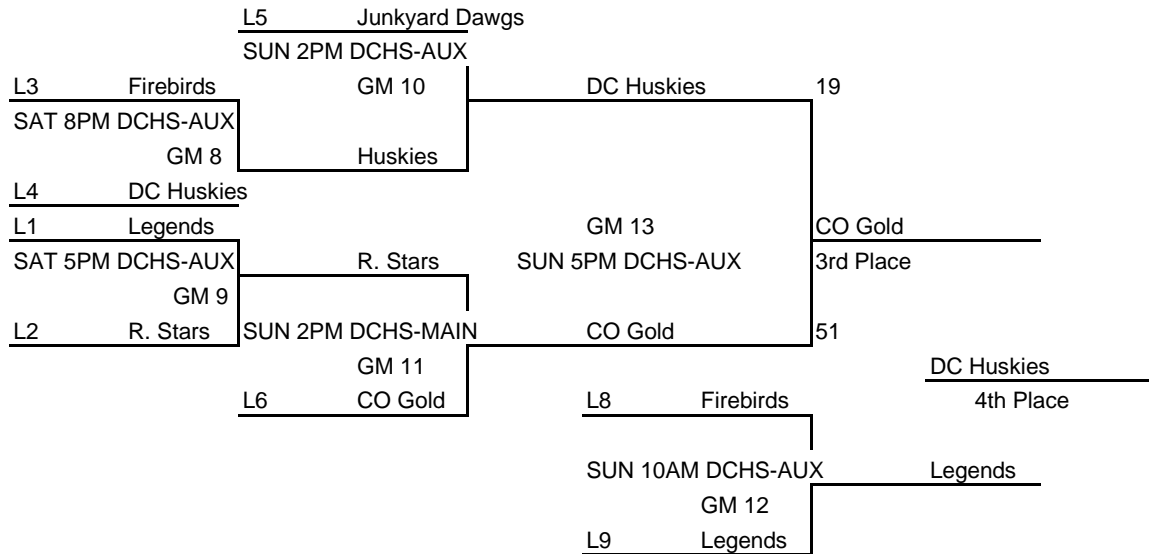 L5 Junkyard Dawgs
SUN 2PM DCHS-AUX
L3 Firebirds GM 10 DC Huskies 19
SAT 8PM DCHS-AUX
GM 8 Huskies
L4 DC Huskies
L1 Legends GM 13 CO Gold
SAT 5PM DCHS-AUX R. Stars SUN 5PM DCHS-AUX 3rd Place
GM 9
L2 R. Stars SUN 2PM DCHS-MAIN CO Gold 51
GM 11 DC Huskies
L6 CO Gold L8 Firebirds 4th Place
SUN 10AM DCHS-AUX Legends
GM 12
L9 Legends